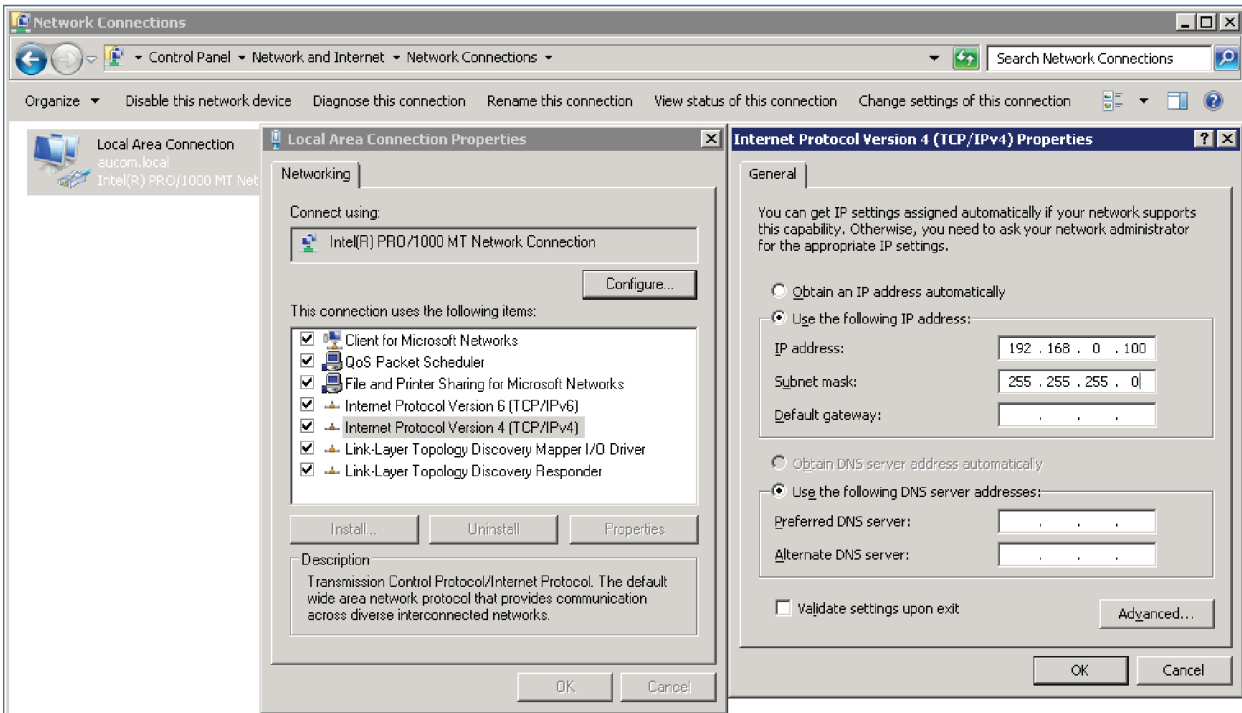 Network Connections
Control Panel Network and Internet Network Connections
Search Network Connections
Organize Disable this network device Diagnose this connection Rename this connection View status of this connection Change settings of this connection
Local Area Connection
aucom.local
Intel(R) PRO/1000 MT Net
Local Area Connection Properties
Networking
Connect using:
Intel(R) PRO/1000 MT Network Connection
Configure...
This connection uses the following items:
Client for Microsoft Networks
QoS Packet Scheduler
File and Printer Sharing for Microsoft Networks
Internet Protocol Version 6 (TCP/IPv6)
Internet Protocol Version 4 (TCP/IPv4)
Link-Layer Topology Discovery Mapper I/O Driver
Link-Layer Topology Discovery Responder
Install... Uninstall Properties
Description
Transmission Control Protocol/Internet Protocol. The default
wide area network protocol that provides communication
across diverse interconnected networks.
OK Cancel
Internet Protocol Version 4 (TCP/IPv4) Properties
General
You can get IP settings assigned automatically if your network supports
this capability. Otherwise, you need to ask your network administrator
for the appropriate IP settings.
Obtain an IP address automatically
Use the following IP address:
IP address: 192 . 168 . 0 . 100
Subnet mask: 255 . 255 . 255 . 0
Default gateway: . . .
Obtain DNS server address automatically
Use the following DNS server addresses:
Preferred DNS server: . . .
Alternate DNS server: . . .
Validate settings upon exit
Advanced...
OK Cancel